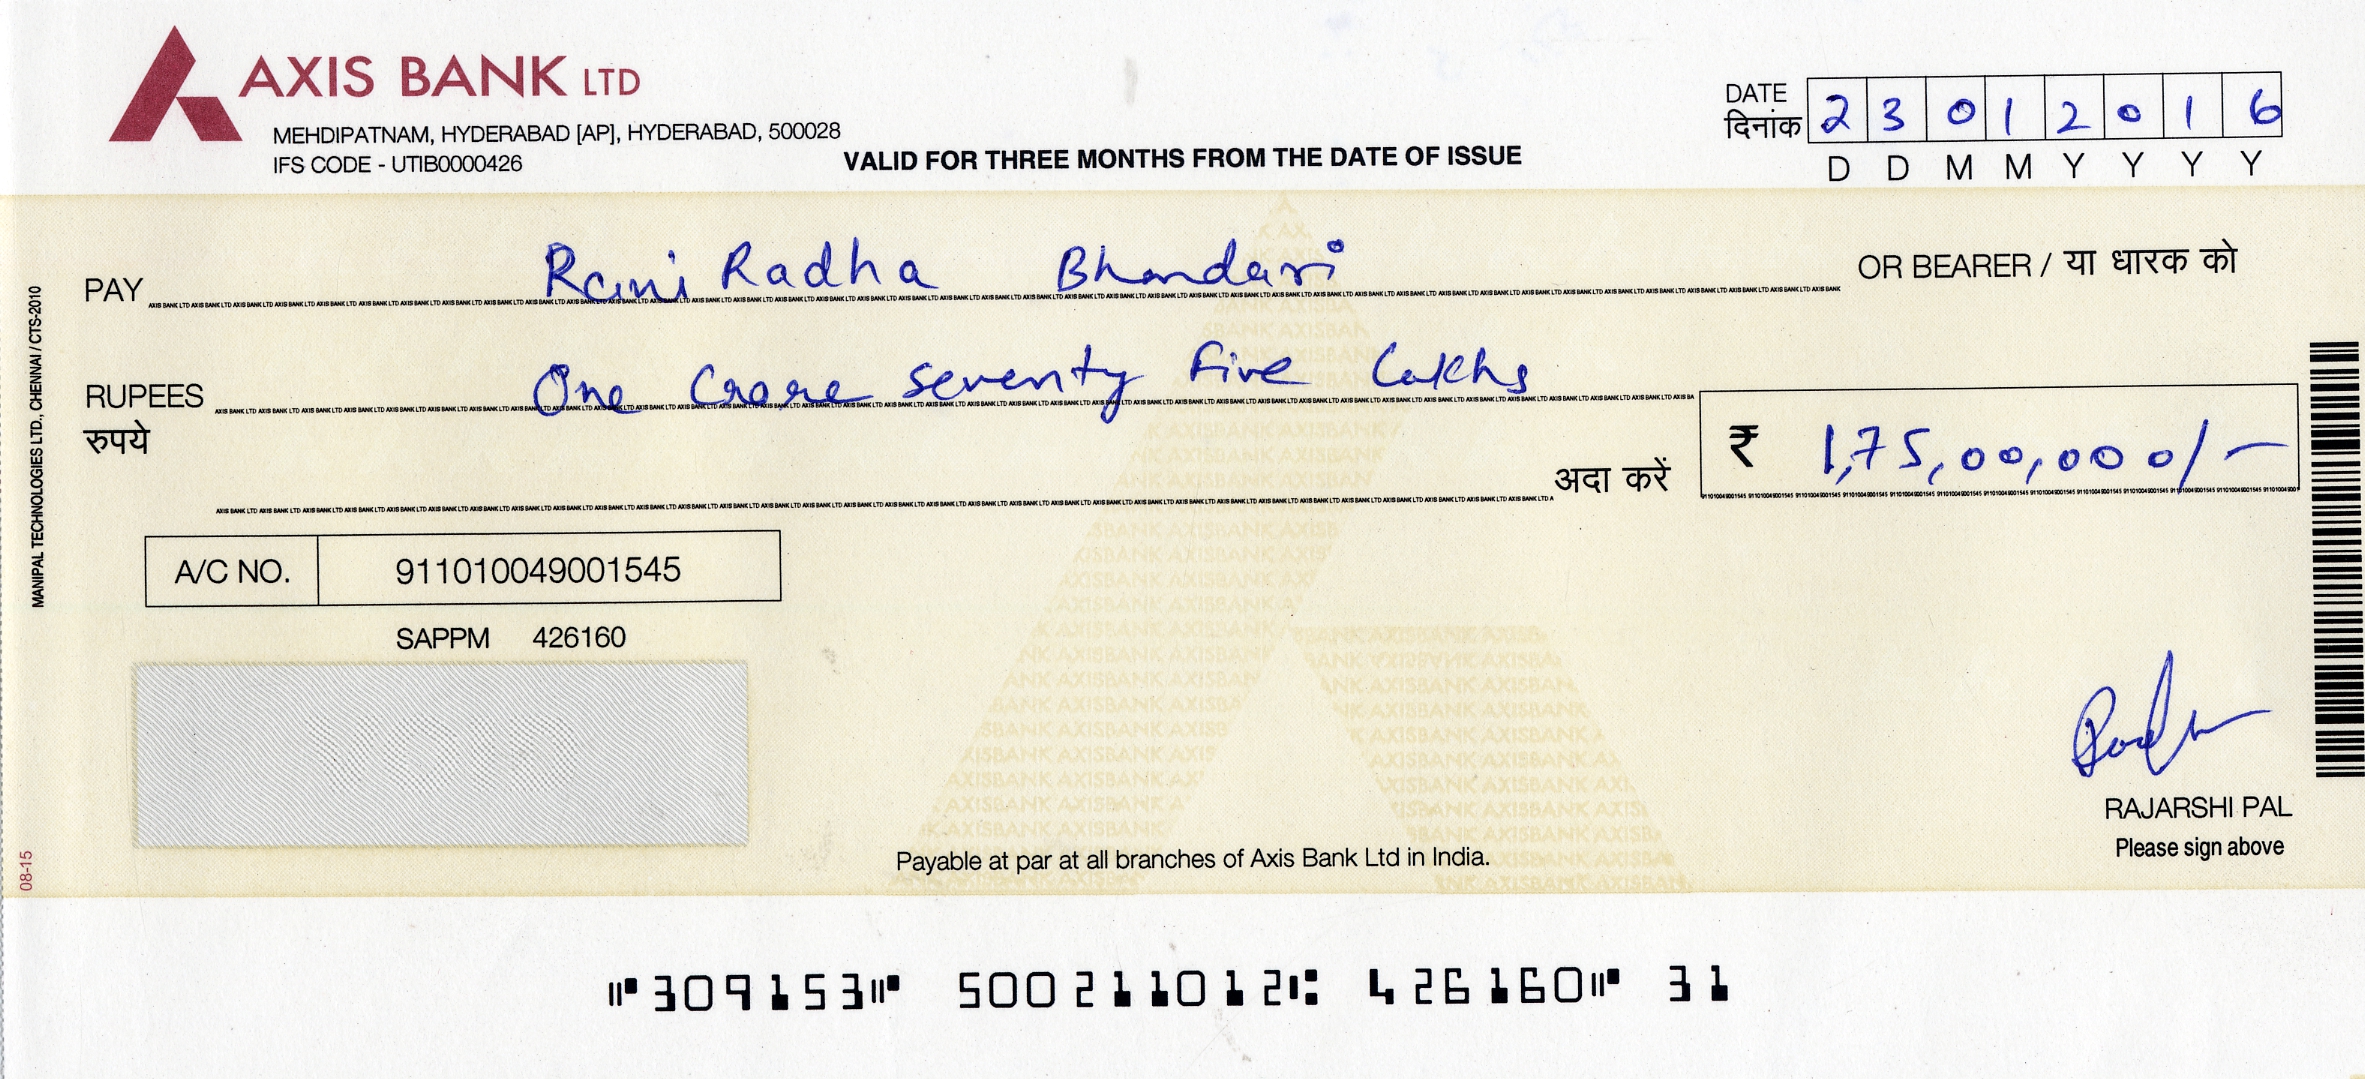 AXIS BANK LTD
MEHDIPATNAM, HYDERABAD [AP], HYDERABAD, 500028
IFS CODE - UTIB0000426
VALID FOR THREE MONTHS FROM THE DATE OF ISSUE
DATE
दिनांक
2 3 0 1 2 0 1 6
D D M M Y Y Y Y
PAY Rani Radha Bhandari OR BEARER / या धारक को
RUPEES One Crore seventy five Lakhs
रुपये
अदा करें ₹ 1,75,00,000/-
A/C NO. 911010049001545
SAPPM 426160
VOID
RAJARSHI PAL
Please sign above
Payable at par at all branches of Axis Bank Ltd in India.
MANIPAL TECHNOLOGIES LTD., CHENNAI / CTS-2010
08-15
⑈309153⑈ 500211012⑆ 426160⑈ 31